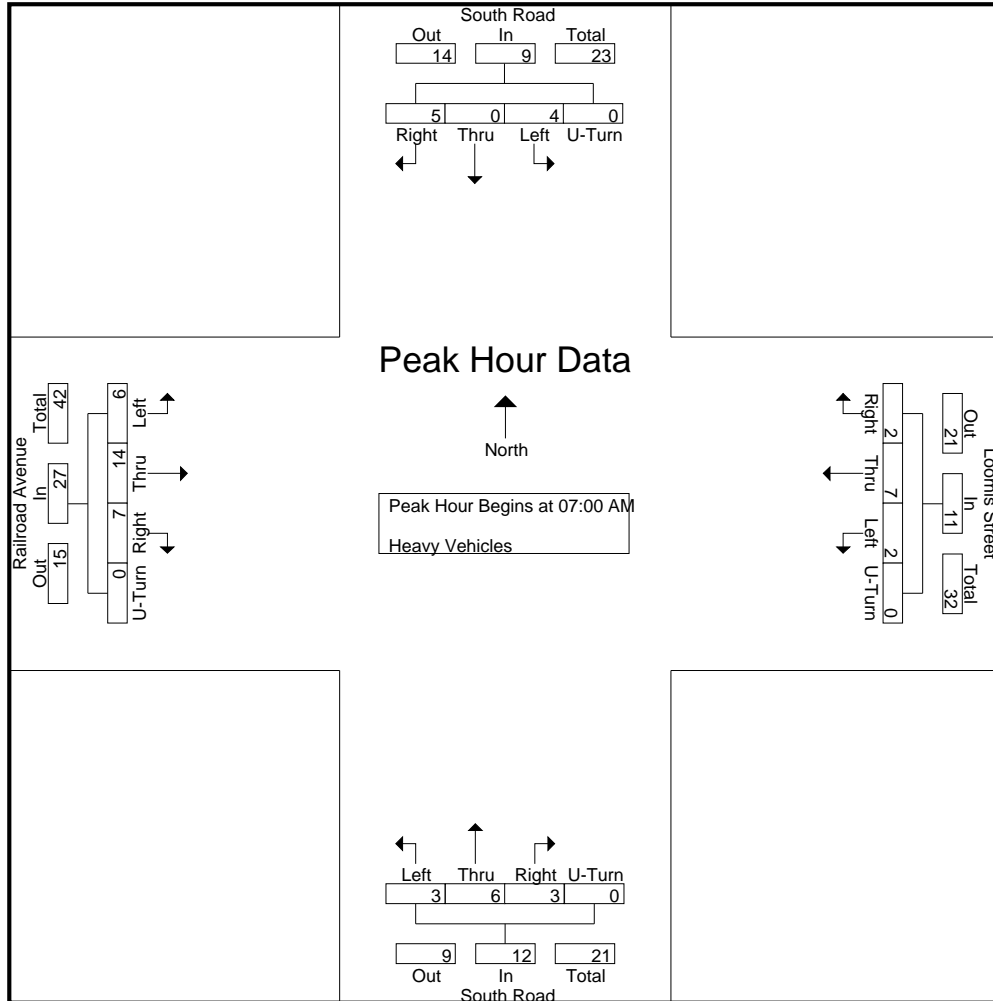 South Road
Out In Total
14 9 23
5 0 4 0
Right Thru Left U-Turn
Peak Hour Data
North
Peak Hour Begins at 07:00 AM
Heavy Vehicles
Railroad Avenue
Out In Total
15 27 42
Left Thru Right U-Turn
6 14 7 0
Loomis Street
Out In Total
21 11 32
Right Thru Left U-Turn
2 7 2 0
Left Thru Right U-Turn
3 6 3 0
9 12 21
Out In Total
South Road